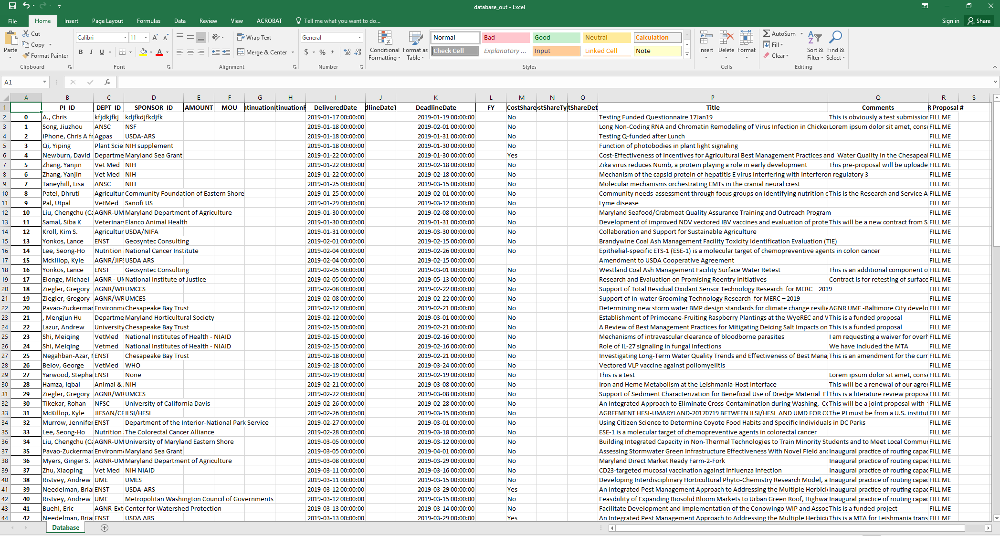 database_out - Excel
File Home Insert Page Layout Formulas Data Review View ACROBAT Tell me what you want to do... Sign in Share
Paste Cut Copy Format Painter Clipboard
Calibri 11 A A B I U A Font
Wrap Text Merge & Center Alignment
General $ % , .0 .00 Number
Conditional Formatting Format as Table
Normal Bad Good Neutral Calculation
Check Cell Explanatory ... Input Linked Cell Note
Styles
Insert Delete Format Cells
AutoSum Fill Clear Sort & Filter Find & Select Editing
A1 fx
A B C D E F G H I J K L M N O P Q R S
1 PI_ID DEPT_ID SPONSOR_ID AMOUNT MOU ntinuation tinuation DeliveredDate dlineDate DeadlineDate FY CostShare stShareTy tShareDet Title Comments R Proposal #
2 0 A., Chris kfjdkjfkj kdjfkdjfkdjfk 2019-01-17 00:00:00 2019-01-19 00:00:00 No Testing Funded Questionnaire 17Jan19 This is obviously a test submission FILL ME
3 1 Song, Jiuzhou ANSC NSF 2019-01-18 00:00:00 2019-02-01 00:00:00 No Long Non-Coding RNA and Chromatin Remodeling of Virus Infection in Chicke Lorem ipsum dolor sit amet, conse FILL ME
4 2 iPhone, Chris A fr Agpas USDA-ARS 2019-01-18 00:00:00 2019-01-31 00:00:00 No Testing Q-funded after Lunch FILL ME
5 3 Qi, Yiping Plant Scie NIH supplement 2019-01-18 00:00:00 2019-01-30 00:00:00 No Function of photobodies in plant light signaling FILL ME
6 4 Newburn, David Departme Maryland Sea Grant 2019-01-22 00:00:00 2019-01-30 00:00:00 Yes Cost-Effectiveness of Incentives for Agricultural Best Management Practices and Water Quality in the Chesapeal FILL ME
7 5 Zhang, Yanjin Vet Med NIH 2019-01-22 00:00:00 2019-02-18 00:00:00 No Zika virus reduces Numb, a protein playing a role in early development This pre-proposal will be uploade FILL ME
8 6 Zhang, Yanjin Vet Med NIH 2019-01-22 00:00:00 2019-02-18 00:00:00 No Mechanism of the capsid protein of hepatitis E virus interfering with interferon regulatory 3 FILL ME
9 7 Taneyhill, Lisa ANSC NIH 2019-01-25 00:00:00 2019-03-15 00:00:00 No Molecular mechanisms orchestrating EMTs in the cranial neural crest FILL ME
10 8 Patel, Dhruti Agricultur Community Foundation of Eastern Shore 2019-01-25 00:00:00 2019-02-01 00:00:00 No Community needs-assessment through focus groups on identifying nutrition e This is the Research and Service A FILL ME
11 9 Pal, Utpal VetMed Sanofi US 2019-01-29 00:00:00 2019-03-12 00:00:00 No Lyme disease FILL ME
12 10 Liu, Chengchu (Ca AGNR-UM Maryland Department of Agriculture 2019-01-30 00:00:00 2019-02-08 00:00:00 No Maryland Seafood/Crabmeat Quality Assurance Training and Outreach Program FILL ME
13 11 Samal, Siba K Veterinar Elanco Animal Health 2019-01-30 00:00:00 2019-01-31 00:00:00 No Development of improved NDV vectored IBV vaccines and evaluation of prote This will be a new contract from S FILL ME
14 12 Kroll, Kim S. Agricultur USDA/NIFA 2019-01-31 00:00:00 2019-03-30 00:00:00 No Collaboration and Support for Sustainable Agriculture FILL ME
15 13 Yonkos, Lance ENST Geosyntec Consulting 2019-02-01 00:00:00 2019-02-15 00:00:00 No Brandywine Coal Ash Management Facility Toxicity Identification Evaluation (TIE) FILL ME
16 14 Lee, Seong-Ho Nutrition National Cancer Institute 2019-02-04 00:00:00 2019-02-26 00:00:00 No Epithelial-specific ETS-1 (ESE-1) is a molecular target of chemopreventive agents in colon cancer FILL ME
17 15 Mckillop, Kyle AGNR/JIFS USDA ARS 2019-02-04 00:00:00 2019-02-15 00:00:00 Amendment to USDA Cooperative Agreement FILL ME
18 16 Yonkos, Lance ENST Geosyntec Consulting 2019-02-05 00:00:00 2019-03-01 00:00:00 No Westland Coal Ash Management Facility Surface Water Retest This is an additional component o FILL ME
19 17 Elonge, Michael AGNR - UM National Institute of Justice 2019-02-05 00:00:00 2019-05-13 00:00:00 No Research and Evaluation on Promising Reentry Initiatives Contract is for retesting of surface FILL ME
20 18 Ziegler, Gregory AGNR/WR UMCES 2019-02-08 00:00:00 2019-02-22 00:00:00 No Support of Total Residual Oxidant Sensor Technology Research for MERC – 2019 FILL ME
21 19 Ziegler, Gregory AGNR/WR UMCES 2019-02-08 00:00:00 2019-02-22 00:00:00 No Support of In-water Grooming Technology Research for MERC – 2019 FILL ME
22 20 Pavao-Zuckerman Environm Chesapeake Bay Trust 2019-02-12 00:00:00 2019-02-21 00:00:00 No Determining new storm water BMP design standards for climate change resilie AGNR UME -Baltimore City develo FILL ME
23 21 , Mengjun Hu Departme Maryland Horticultural Society 2019-02-12 00:00:00 2019-03-01 00:00:00 No Establishment of Primocane-Fruiting Raspberry Plantings at the WyeREC and W This is a funded proposal FILL ME
24 22 Lazur, Andrew University Chesapeake Bay Trust 2019-02-15 00:00:00 2019-02-21 00:00:00 No A Review of Best Management Practices for Mitigating Deicing Salt Impacts on This is a funded proposal FILL ME
25 23 Shi, Meiqing VetMed National Institutes of Health - NIAID 2019-02-15 00:00:00 2019-02-16 00:00:00 No Mechanisms of intravascular clearance of bloodborne parasites I am requesting a waiver for overh FILL ME
26 24 Shi, Meiqing Vetmed National Institutes of Health - NIAID 2019-02-15 00:00:00 2019-02-16 00:00:00 No Role of IL-27 signaling in fungal infections We have included the MTA FILL ME
27 25 Negahban-Azar, M ENST Chesapeake Bay Trust 2019-02-18 00:00:00 2019-02-21 00:00:00 No Investigating Long-Term Water Quality Trends and Effectiveness of Best Mana This is an amendment for the curr FILL ME
28 26 Belov, George VetMed WHO 2019-02-18 00:00:00 2019-03-24 00:00:00 No Vectored VLP vaccine against poliomyelitis FILL ME
29 27 Yarwood, Stepha ENST None 2019-02-19 00:00:00 2019-02-19 00:00:00 No This is a test Lorem ipsum dolor sit amet, conse FILL ME
30 28 Hamza, Iqbal Animal & NIH 2019-02-21 00:00:00 2019-03-08 00:00:00 No Iron and Heme Metabolism at the Leishmania-Host Interface This will be a renewal of our agree FILL ME
31 29 Ziegler, Gregory AGNR/WR UMCES 2019-02-22 00:00:00 2019-03-08 00:00:00 No Support of Sediment Characterization for Beneficial Use of Dredge Material Fl This is a literature review proposa FILL ME
32 30 Tikekar, Rohan NFSC University of California Davis 2019-02-26 00:00:00 2019-02-28 00:00:00 No An Integrated Approach to Eliminate Cross-Contamination during Washing, Co This will be a joint proposal with FILL ME
33 31 McKillop, Kyle JIFSAN/CF ILSI/HESI 2019-02-26 00:00:00 2019-03-15 00:00:00 No AGREEMENT HESI-UMARYLAND-20170719 BETWEEN ILSI/HESI AND UMD FOR CO The PI must be from a U.S. institut FILL ME
34 32 Murrow, Jennifer ENST Department of the Interior-National Park Service 2019-02-27 00:00:00 2019-03-01 00:00:00 No Using Citizen Science to Determine Coyote Food Habits and Specific Individuals in DC Parks FILL ME
35 33 Lee, Seong-Ho Nutrition The Colorectal Cancer Alliance 2019-02-28 00:00:00 2019-03-18 00:00:00 No ESE-1 is a molecular target of chemopreventive agents in colorectal cancer FILL ME
36 34 Liu, Chengchu (Ca AGNR-UM University of Maryland Eastern Shore 2019-03-05 00:00:00 2019-03-12 00:00:00 No Building Integrated Capacity in Non-Thermal Technologies to Train Minority Students and to Meet Local Commu FILL ME
37 35 Pavao-Zuckerman Environm Maryland Sea Grant 2019-03-05 00:00:00 2019-04-01 00:00:00 No Assessing Stormwater Green Infrastructure Effectiveness With Novel Field and Inaugural practice of routing capac FILL ME
38 36 Myers, Ginger S. AGNR-UM Maryland Department of Agriculture 2019-03-08 00:00:00 2019-03-29 00:00:00 No Maryland Direct Market Ready Farm-2-Fork Inaugural practice of routing capac FILL ME
39 37 Zhu, Xiaoping Vet Med NIH NIAID 2019-03-11 00:00:00 2019-03-16 00:00:00 No CD23-targeted mucosal vaccination against influenza infection Inaugural practice of routing capac FILL ME
40 38 Ristvey, Andrew UME UMES 2019-03-11 00:00:00 2019-03-15 00:00:00 No Developing Interdisciplinary Horticultural Phyto-Chemistry Research Model, a Inaugural practice of routing capac FILL ME
41 39 Needelman, Bria ENST USDA-ARS 2019-03-12 00:00:00 2019-03-29 00:00:00 Yes An Integrated Pest Management Approach to Addressing the Multiple Herbici Inaugural practice of routing capac FILL ME
42 40 Ristvey, Andrew UME Metropolitan Washington Council of Governments 2019-03-12 00:00:00 2019-03-15 00:00:00 No Feasibility of Expanding Biosolid Bloom Markets to Urban Green Roof, Highwa Inaugural practice of routing capac FILL ME
43 41 Buehl, Eric AGNR-Ext Center for Watershed Protection 2019-03-13 00:00:00 2019-03-14 00:00:00 No Facilitate Development and Implementation of the Conowingo WIP and Assoc This is a funded project FILL ME
44 42 Needelman, Bria ENST USDA ARS 2019-03-13 00:00:00 2019-03-29 00:00:00 Yes An Integrated Pest Management Approach to Addressing the Multiple Herbici This is a MTA for Leishmania trans FILL ME
Database